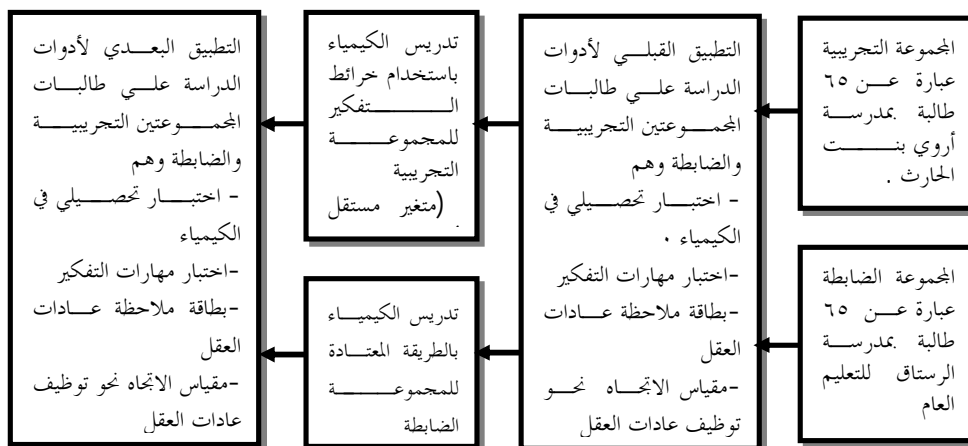 المجموعة التجريبية
عبارة عن ٦٥
طالبة بمدرسة
أروي بنت
الحارث .
المجموعة الضابطة
عبارة عن ٦٥
طالبة بمدرسة
الرستاق للتعليم
العام
التطبيق القبلي لأدوات
الدراسة علي طالبات
المجموعتين التجريبية
والضابطة وهم
- اختبار تحصيلي في
الكيمياء .
-اختبار مهارات التفكير
-بطاقة ملاحظة عادات
العقل
-مقياس الاتجاه نحو
توظيف عادات العقل
تدريس الكيمياء
باستخدام خرائط
التفكير
للمجموعة
التجريبية
(متغير مستقل
.
تدريس الكيمياء
بالطريقة المعتادة
للمجموعة
الضابطة
التطبيق البعدي لأدوات
الدراسة علي طالبات
المجموعتين التجريبية
والضابطة وهم
- اختبار تحصيلي في
الكيمياء
-اختبار مهارات التفكير
-بطاقة ملاحظة عادات
العقل
-مقياس الاتجاه نحو توظيف
عادات العقل